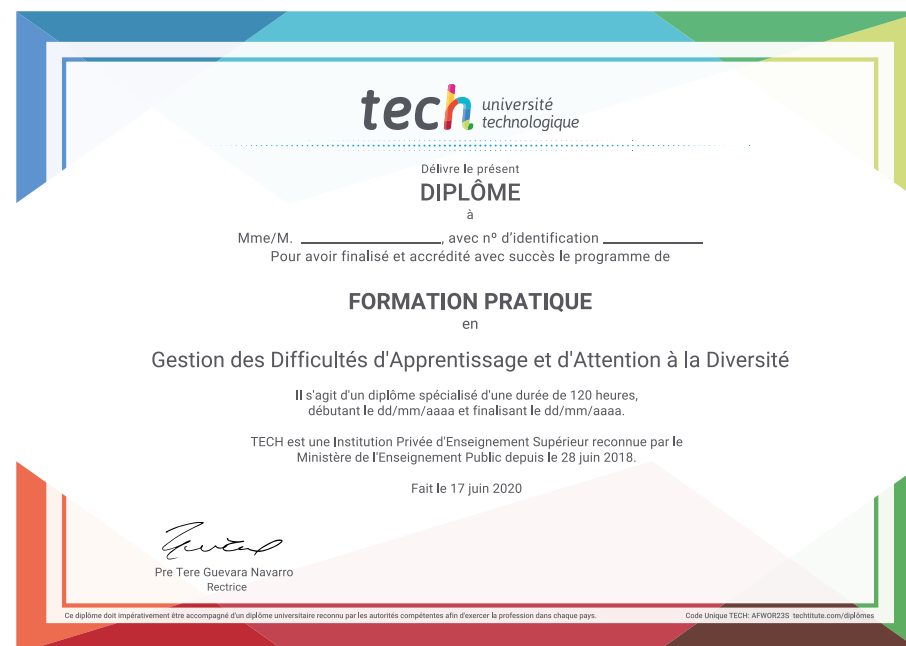 tech université
technologique
Délivre le présent
DIPLÔME
à
Mme/M. ____________________, avec nº d'identification ______________
Pour avoir finalisé et accrédité avec succès le programme de
FORMATION PRATIQUE
en
Gestion des Difficultés d'Apprentissage et d'Attention à la Diversité
Il s'agit d'un diplôme spécialisé d'une durée de 120 heures,
débutant le dd/mm/aaaa et finalisant le dd/mm/aaaa.
TECH est une Institution Privée d'Enseignement Supérieur reconnue par le
Ministère de l'Enseignement Public depuis le 28 juin 2018.
Fait le 17 juin 2020
Pre Tere Guevara Navarro
Rectrice
Ce diplôme doit impérativement être accompagné d'un diplôme universitaire reconnu par les autorités compétentes afin d'exercer la profession dans chaque pays.
Code Unique TECH: AFWOR23S techtitute.com/diplômes